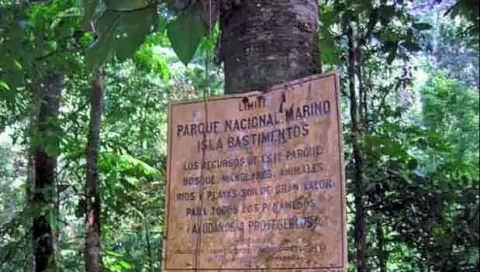 LIMITE
PARQUE NACIONAL MARINO
ISLA BASTIMENTOS
LOS RECURSOS DE ESTE PARQUE:
BOSQUE, MANGLARES, ANIMALES,
RIOS Y PLAYAS SON DE GRAN VALOR
PARA TODOS LOS PANAMEÑOS
¡AYUDANOS A PROTEGERLOS!